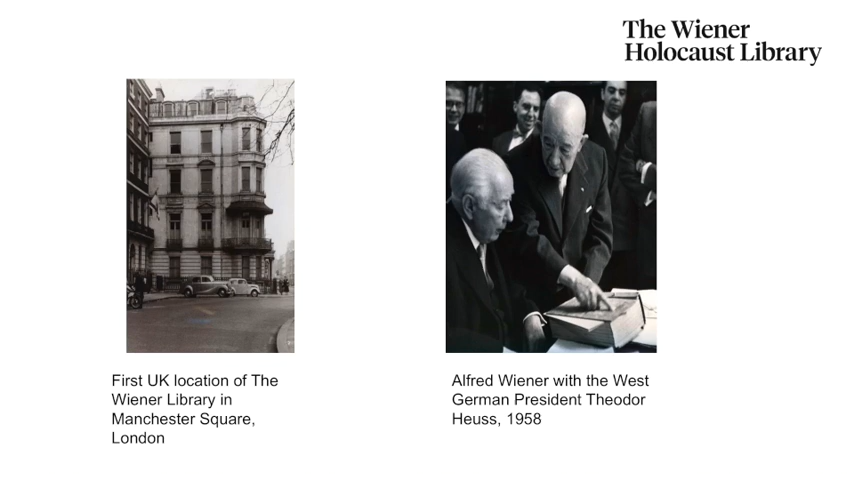 The Wiener
Holocaust Library
First UK location of The
Wiener Library in
Manchester Square,
London
Alfred Wiener with the West
German President Theodor
Heuss, 1958